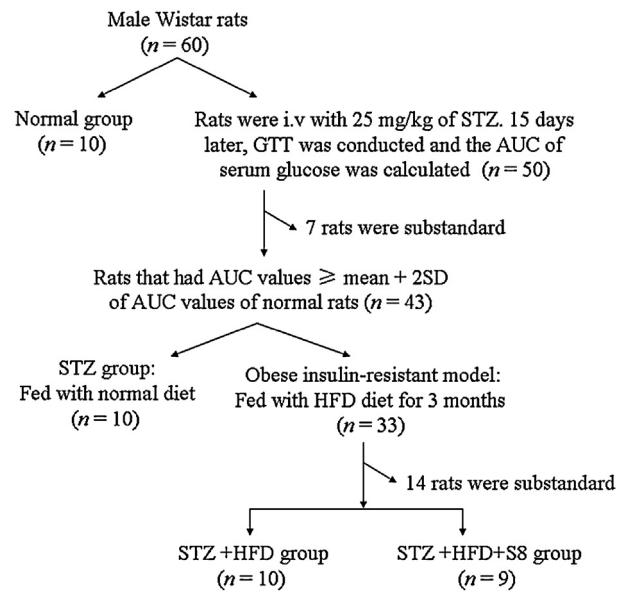 Male Wistar rats
(n = 60)
Normal group
(n = 10)
Rats were i.v with 25 mg/kg of STZ. 15 days
later, GTT was conducted and the AUC of
serum glucose was calculated (n = 50)
7 rats were substandard
Rats that had AUC values ⩾ mean + 2SD
of AUC values of normal rats (n = 43)
STZ group:
Fed with normal diet
(n = 10)
Obese insulin-resistant model:
Fed with HFD diet for 3 months
(n = 33)
14 rats were substandard
STZ +HFD group
(n = 10)
STZ +HFD+S8 group
(n = 9)